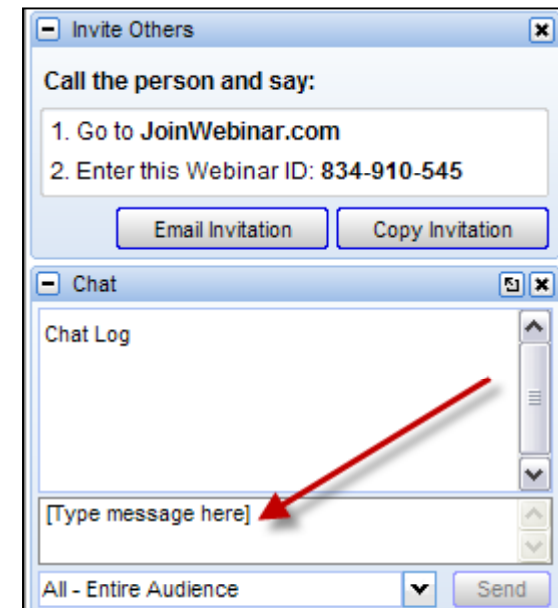 Invite Others
Call the person and say:
1. Go to JoinWebinar.com
2. Enter this Webinar ID: 834-910-545
Email Invitation Copy Invitation
Chat
Chat Log
[Type message here]
All - Entire Audience Send